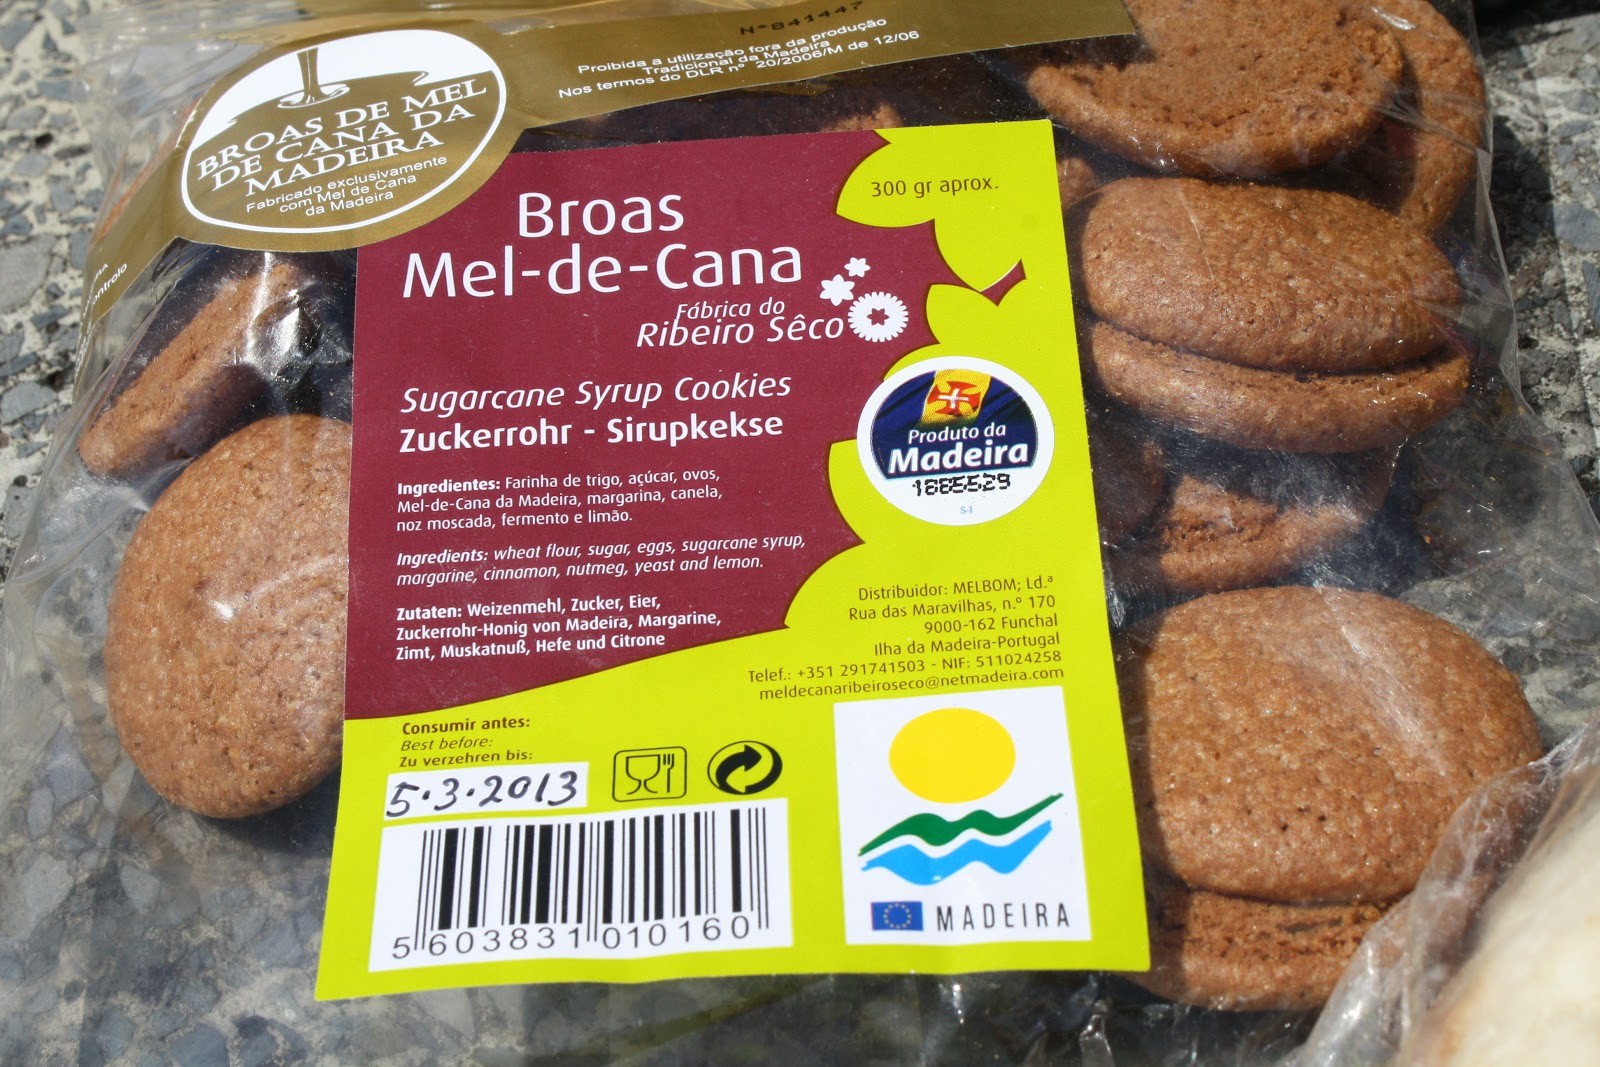 Nº841447
Proibida a utilização fora da produção
Tradicional da Madeira
Nos termos do DLR nº 20/2006/M de 12/06
BROAS DE MEL
DE CANA DA
MADEIRA
Fabricado exclusivamente
com Mel de Cana
da Madeira
300 gr aprox.
Broas
Mel-de-Cana
Fábrica do
Ribeiro Sêco
Sugarcane Syrup Cookies
Zuckerrohr - Sirupkekse
Ingredientes: Farinha de trigo, açúcar, ovos,
Mel-de-Cana da Madeira, margarina, canela,
noz moscada, fermento e limão.
Ingredients: wheat flour, sugar, eggs, sugarcane syrup,
margarine, cinnamon, nutmeg, yeast and lemon.
Zutaten: Weizenmehl, Zucker, Eier,
Zuckerrohr-Honig von Madeira, Margarine,
Zimt, Muskatnuß, Hefe und Citrone
Produto da
Madeira
1885529
S-I
Distribuidor: MELBOM; Ld.ª
Rua das Maravilhas, n.º 170
9000-162 Funchal
Ilha da Madeira-Portugal
Telef.: +351 291741503 - NIF: 511024258
meldecanaribeiroseco@netmadeira.com
Consumir antes:
Best before:
Zu verzehren bis:
5.3.2013
5 603831 010160
MADEIRA